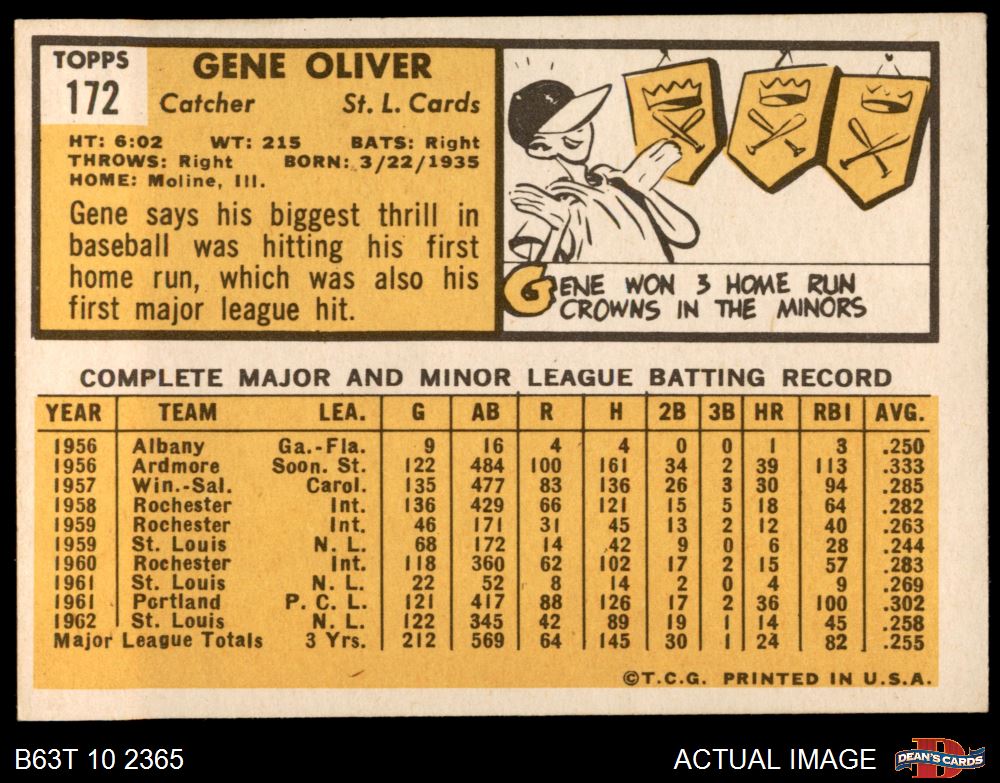 TOPPS
172
GENE OLIVER
Catcher St. L. Cards
HT: 6:02 WT: 215 BATS: Right
THROWS: Right BORN: 3/22/1935
HOME: Moline, Ill.
Gene says his biggest thrill in
baseball was hitting his first
home run, which was also his
first major league hit.
GENE WON 3 HOME RUN
CROWNS IN THE MINORS
COMPLETE MAJOR AND MINOR LEAGUE BATTING RECORD
YEAR TEAM LEA. G AB R H 2B 3B HR RBI AVG.
1956 Albany Ga.-Fla. 9 16 4 4 0 0 1 3 .250
1956 Ardmore Soon. St. 122 484 100 161 34 2 39 113 .333
1957 Win.-Sal. Carol. 135 477 83 136 26 3 30 94 .285
1958 Rochester Int. 136 429 66 121 15 5 18 64 .282
1959 Rochester Int. 46 171 31 45 13 2 12 40 .263
1959 St. Louis N. L. 68 172 14 42 9 0 6 28 .244
1960 Rochester Int. 118 360 62 102 17 2 15 57 .283
1961 St. Louis N. L. 22 52 8 14 2 0 4 9 .269
1961 Portland P. C. L. 121 417 88 126 17 2 36 100 .302
1962 St. Louis N. L. 122 345 42 89 19 1 14 45 .258
Major League Totals 3 Yrs. 212 569 64 145 30 1 24 82 .255
©T.C.G. PRINTED IN U.S.A.
B63T 10 2365 ACTUAL IMAGE
D
DEAN'S CARDS